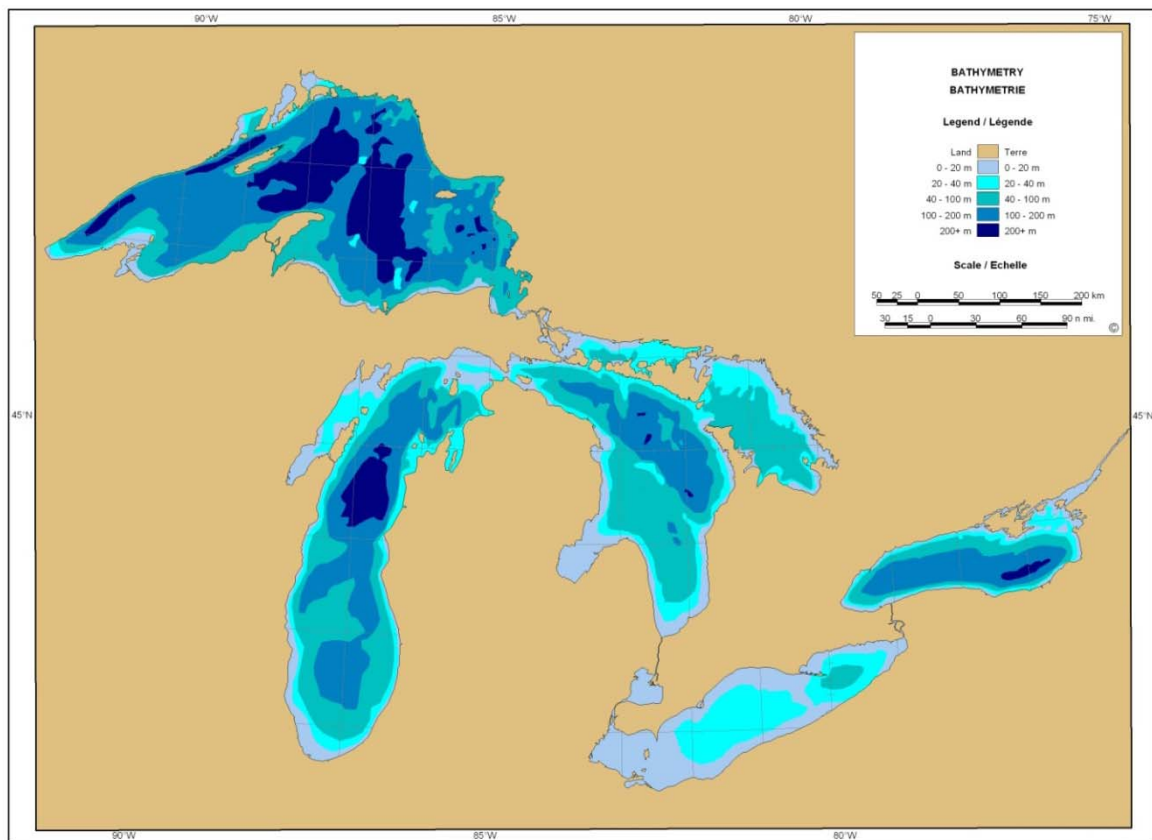 90°W 85°W 80°W 75°W
BATHYMETRY
BATHYMETRIE
Legend / Légende
Land Terre
0 - 20 m 0 - 20 m
20 - 40 m 20 - 40 m
40 - 100 m 40 - 100 m
100 - 200 m 100 - 200 m
200+ m 200+ m
Scale / Echelle
50 25 0 50 100 150 200 km
30 15 0 30 60 90 n mi.
©
45°N 45°N
90°W 85°W 80°W